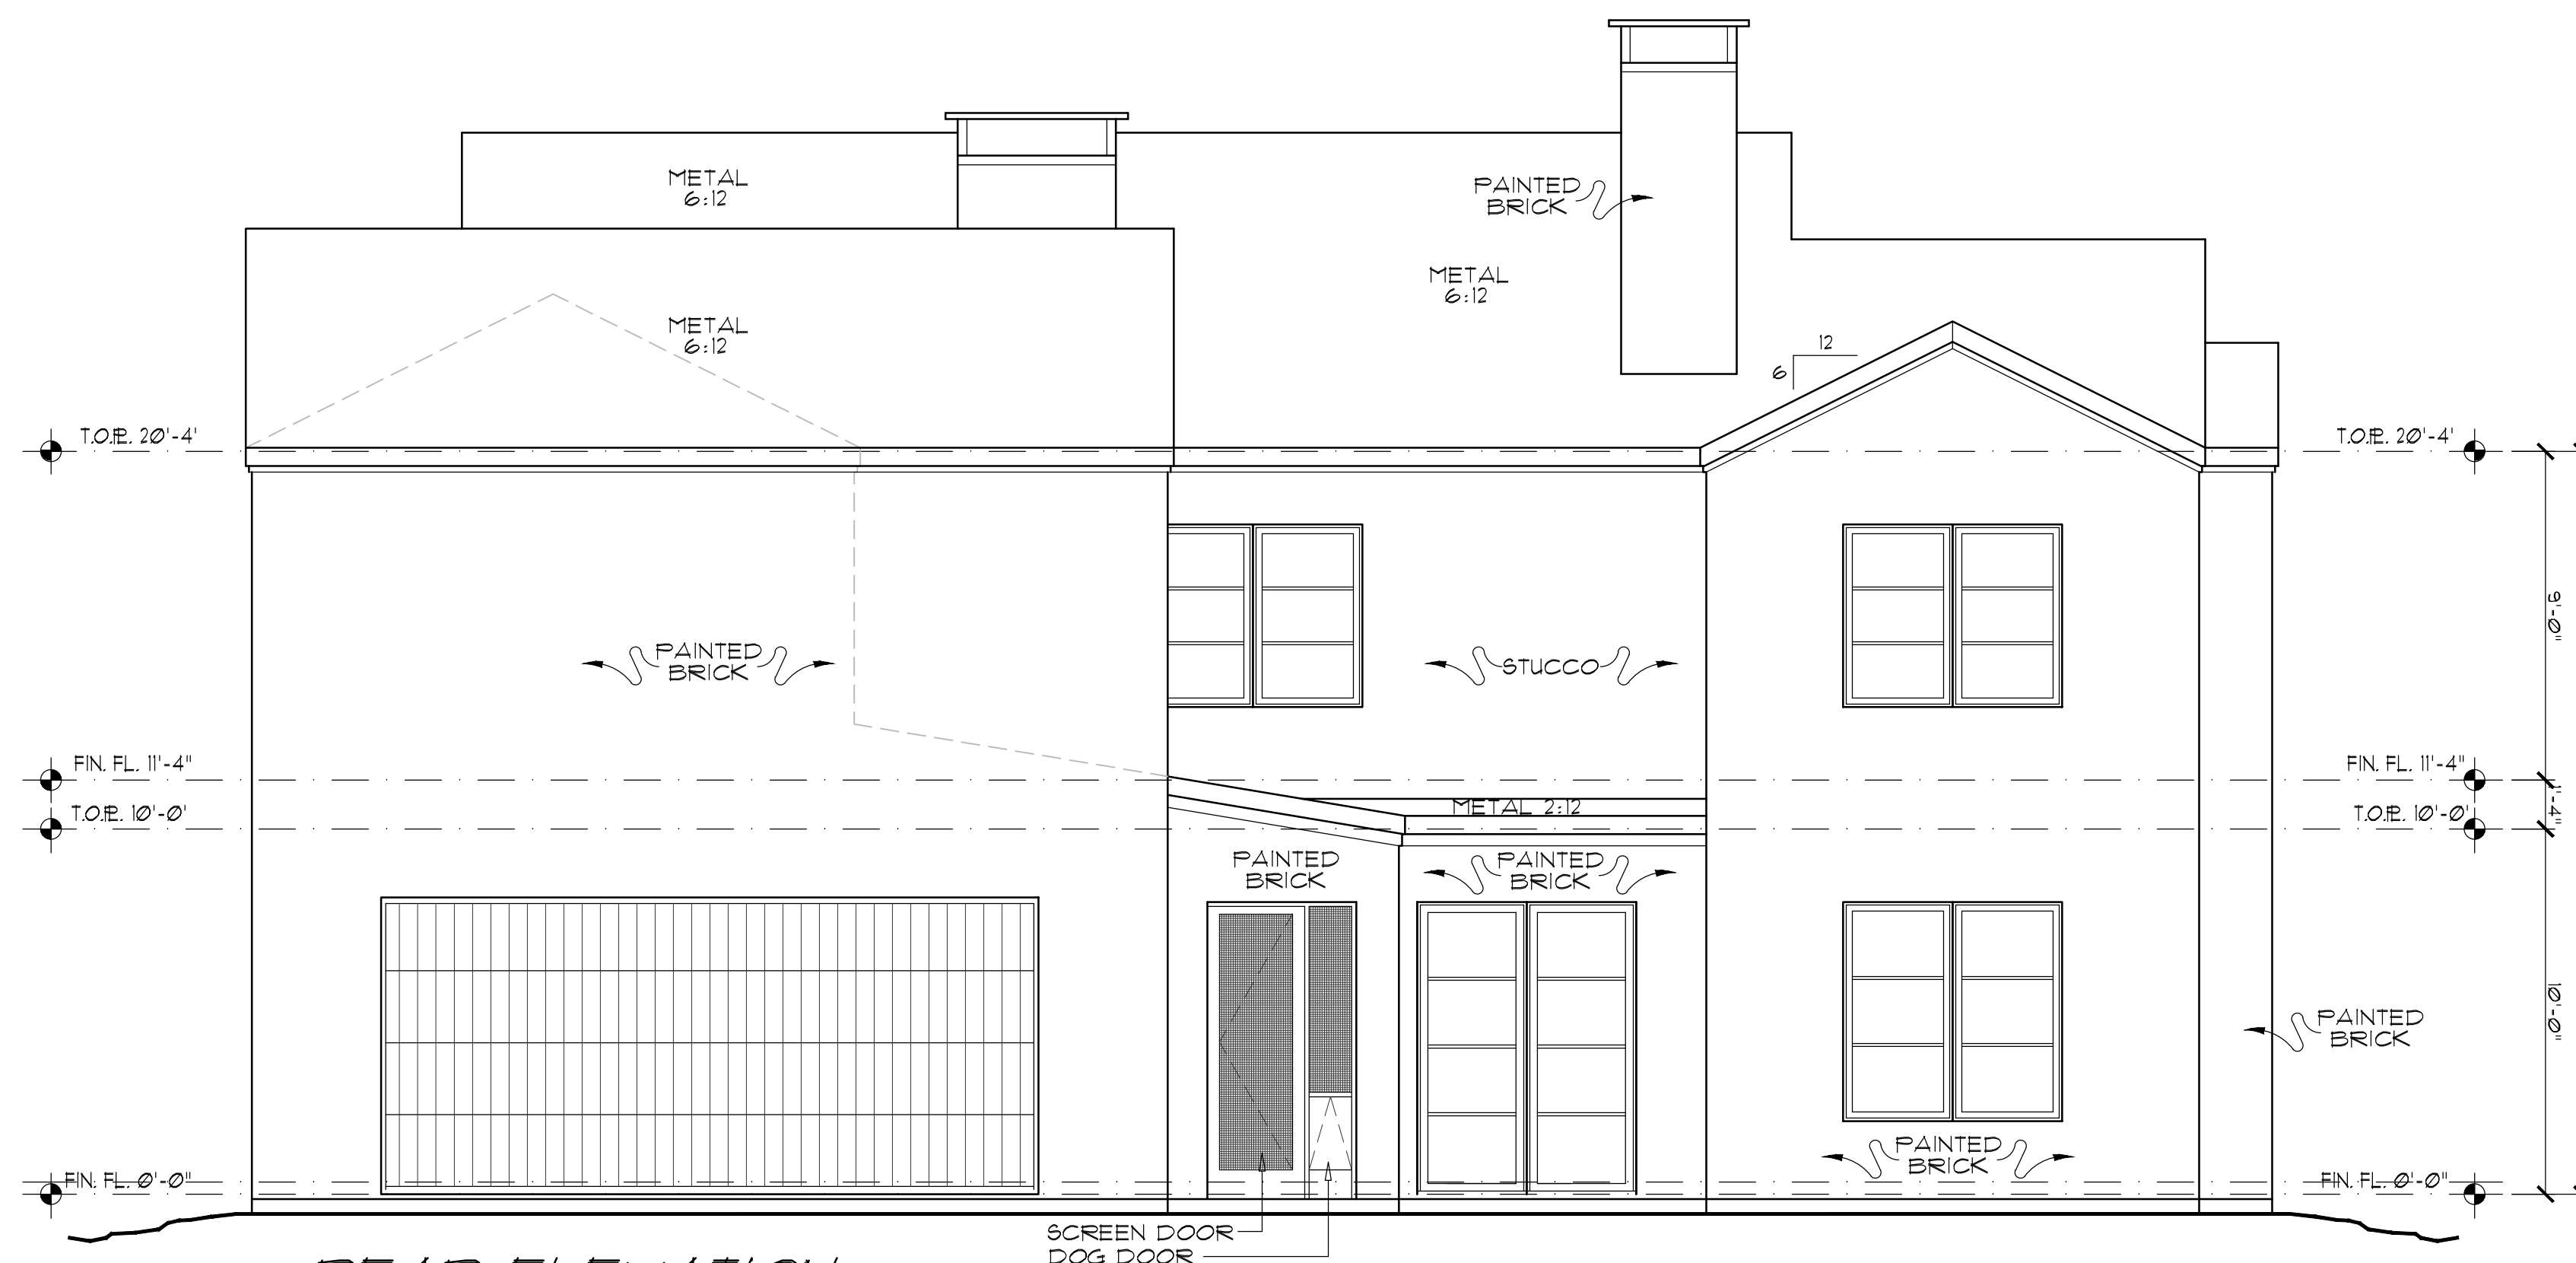 METAL
6:12
PAINTED
BRICK
METAL
6:12
METAL
6:12
12
6
T.O.P. 20'-4'
T.O.P. 20'-4'
9'-0"
PAINTED
BRICK
STUCCO
FIN. FL. 11'-4"
FIN. FL. 11'-4"
1'-4"
T.O.P. 10'-0'
METAL 2:12
T.O.P. 10'-0'
PAINTED
BRICK
PAINTED
BRICK
10'-0"
PAINTED
BRICK
PAINTED
BRICK
FIN. FL. 0'-0"
FIN. FL. 0'-0"
SCREEN DOOR
DOG DOOR
REAR ELEVATION